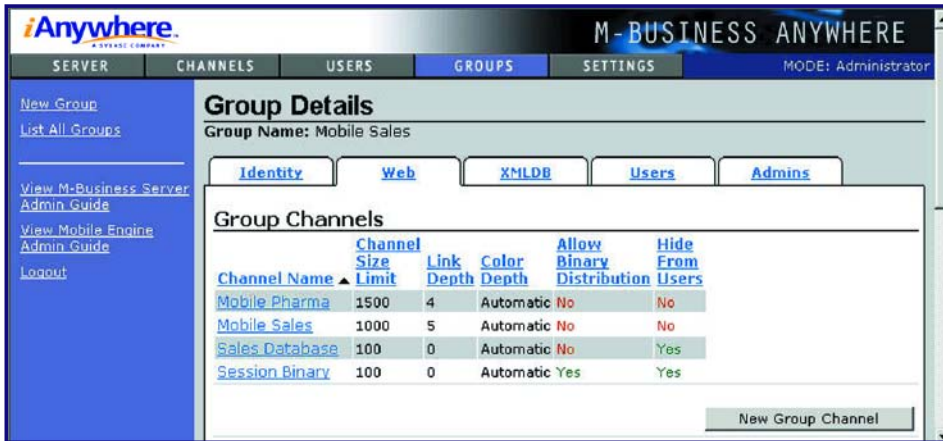 iAnywhere.
A SYBASE COMPANY
M-BUSINESS ANYWHERE
SERVER CHANNELS USERS GROUPS SETTINGS MODE: Administrator
New Group
List All Groups
View M-Business Server
Admin Guide
View Mobile Engine
Admin Guide
Logout
Group Details
Group Name: Mobile Sales
Identity Web XMLDB Users Admins
Group Channels
Channel Name Channel Size Limit Link Depth Color Depth Allow Binary Distribution Hide From Users
Mobile Pharma 1500 4 Automatic No No
Mobile Sales 1000 5 Automatic No No
Sales Database 100 0 Automatic No Yes
Session Binary 100 0 Automatic Yes Yes
New Group Channel